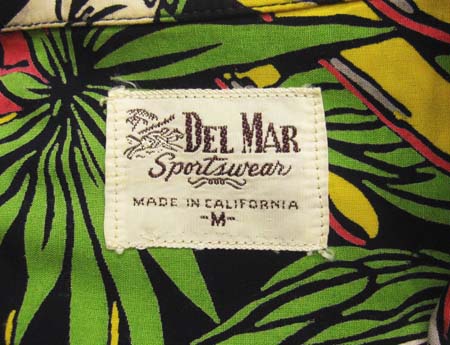 DEL MAR
Sportswear
MADE IN CALIFORNIA
-M-